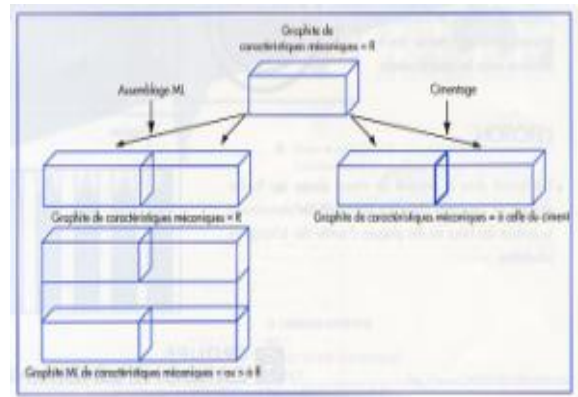 Graphite de
caractéristiques mécaniques = R
Assemblage ML
Cimentage
Graphite de caractéristiques mécaniques = R
Graphite de caractéristiques mécaniques = à celle du ciment
Graphite ML de caractéristiques mécaniques = ou > à R